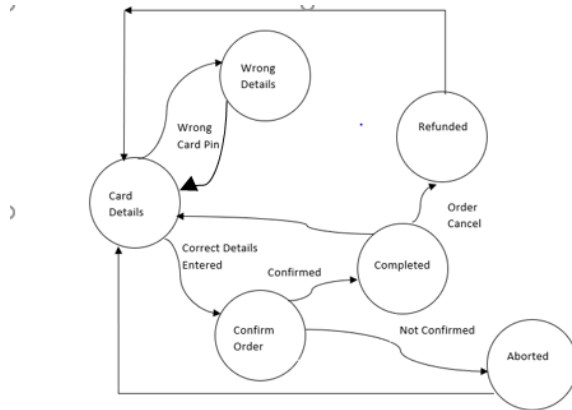 Wrong
Details
Refunded
Wrong
Card Pin
Card
Details
Order
Cancel
Correct Details
Entered
Confirmed
Completed
Confirm
Order
Not Confirmed
Aborted